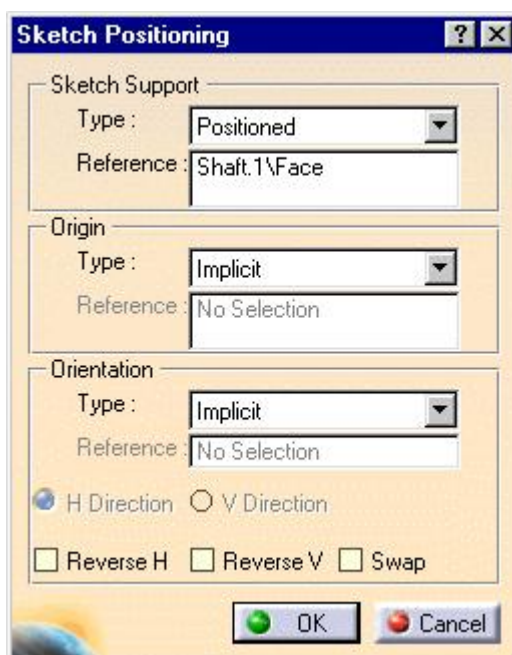 Sketch Positioning
Sketch Support
Type : Positioned
Reference : Shaft.1\Face
Origin
Type : Implicit
Reference : No Selection
Orientation
Type : Implicit
Reference : No Selection
H Direction V Direction
Reverse H Reverse V Swap
OK Cancel